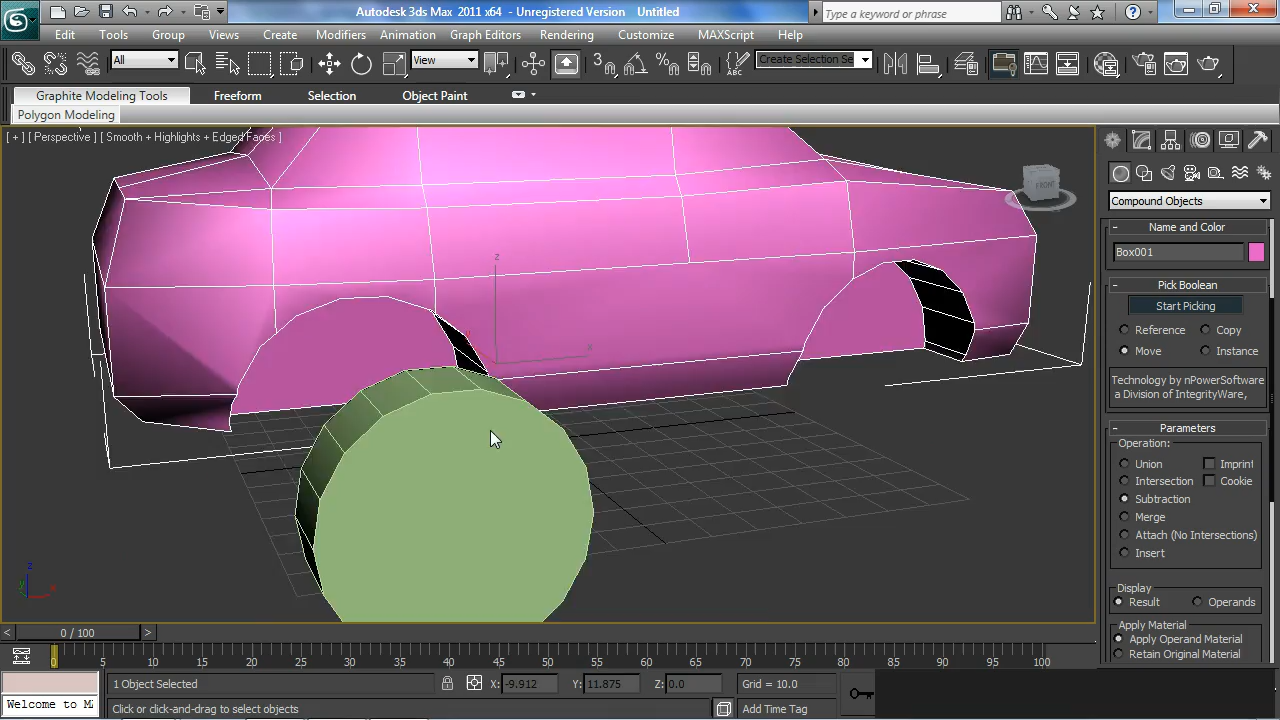 Autodesk 3ds Max 2011 x64 - Unregistered Version Untitled
Type a keyword or phrase
Edit Tools Group Views Create Modifiers Animation Graph Editors Rendering Customize MAXScript Help
All View 3 Create Selection Se
Graphite Modeling Tools Freeform Selection Object Paint
Polygon Modeling
[ + ] [ Perspective ] [ Smooth + Highlights + Edged Faces ]
FRONT
z
x
y
z
x
y
Compound Objects
- Name and Color
Box001
- Pick Boolean
Start Picking
Reference Copy
Move Instance
Technology by nPowerSoftware
a Division of IntegrityWare,
- Parameters
Operation:
Union Imprint
Intersection Cookie
Subtraction
Merge
Attach (No Intersections)
Insert
Display
Result Operands
Apply Material
Apply Operand Material
Retain Original Material
< 0 / 100 >
0 5 10 15 20 25 30 35 40 45 50 55 60 65 70 75 80 85 90 95 100
1 Object Selected X: -9.912 Y: 11.875 Z: 0.0 Grid = 10.0
Welcome to MA Click or click-and-drag to select objects Add Time Tag